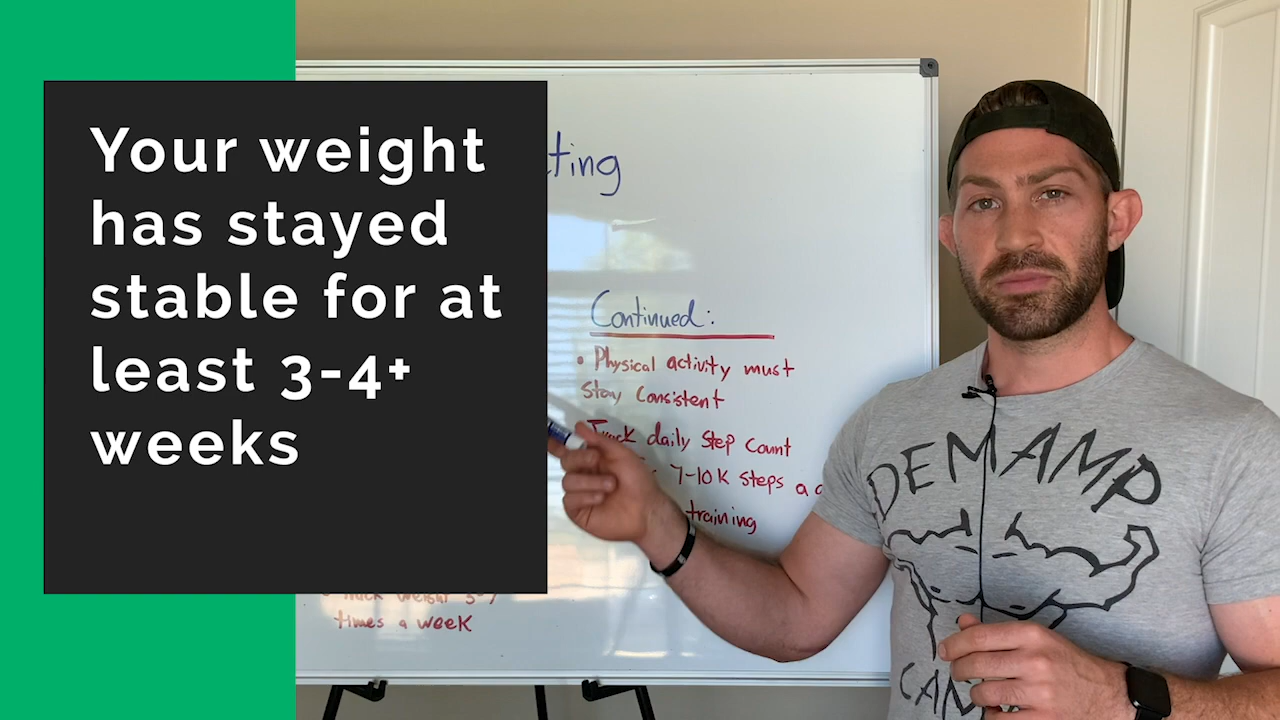 Your weight
has stayed
stable for at
least 3-4+
weeks
Continued:
• Physical activity must
Stay Consistent
Track daily Step Count
7-10K Steps a
training
times a week
DEMAMP